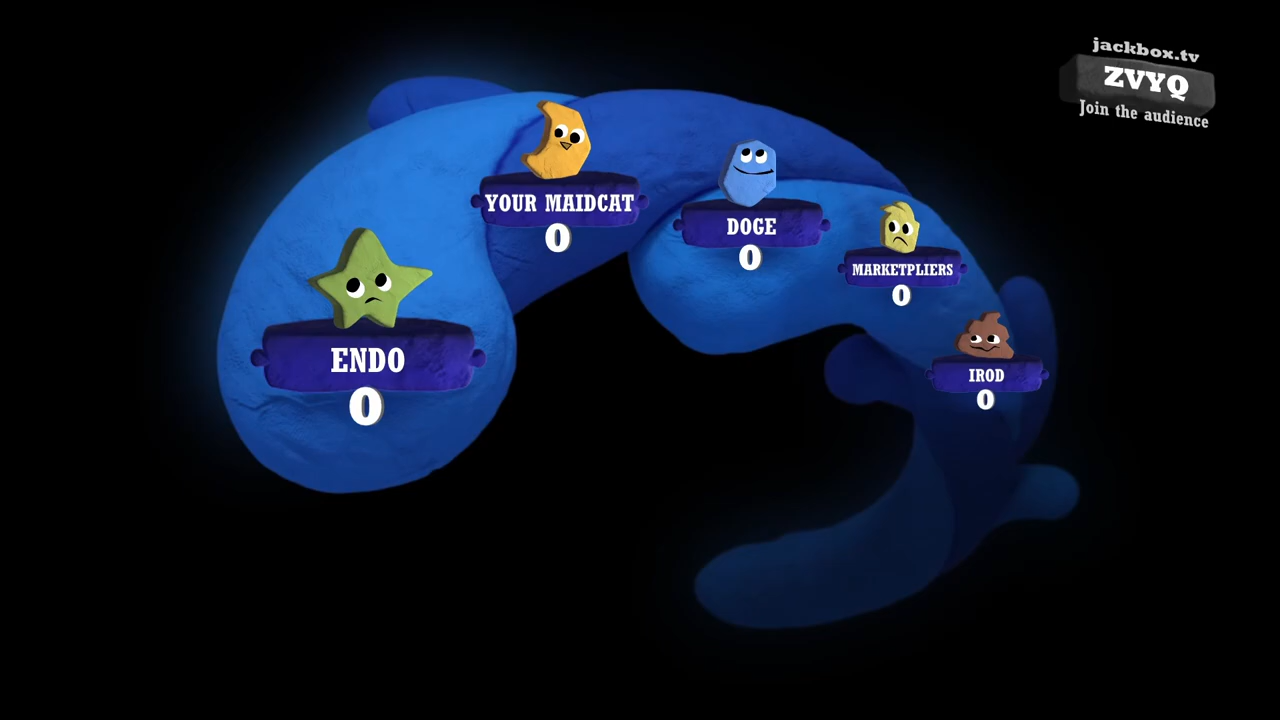 jackbox.tv
ZVYQ
Join the audience
YOUR MAIDCAT
0
DOGE
0
MARKETPLIERS
0
ENDO
0
IROD
0